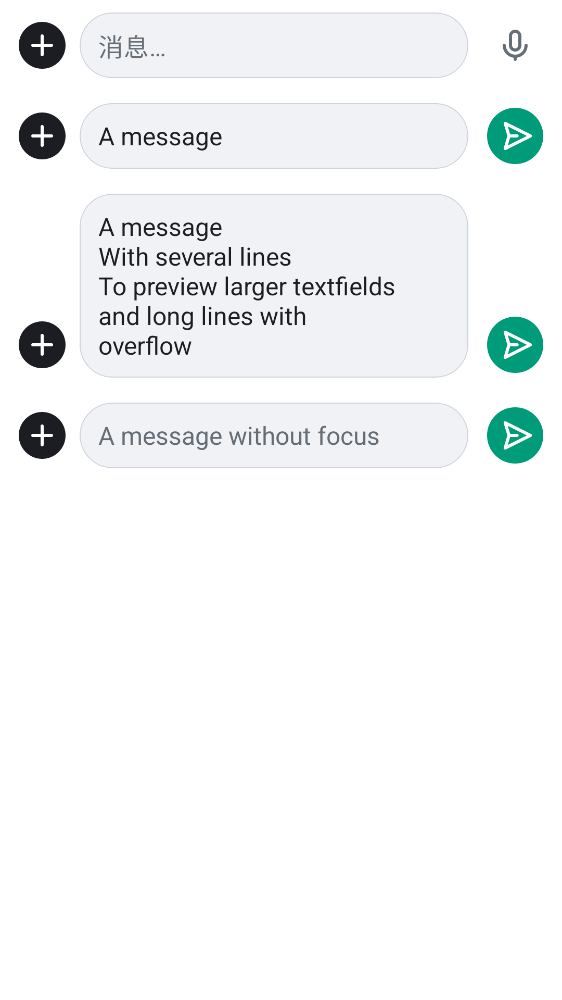 消息…
A message
A message
With several lines
To preview larger textfields
and long lines with
overflow
A message without focus